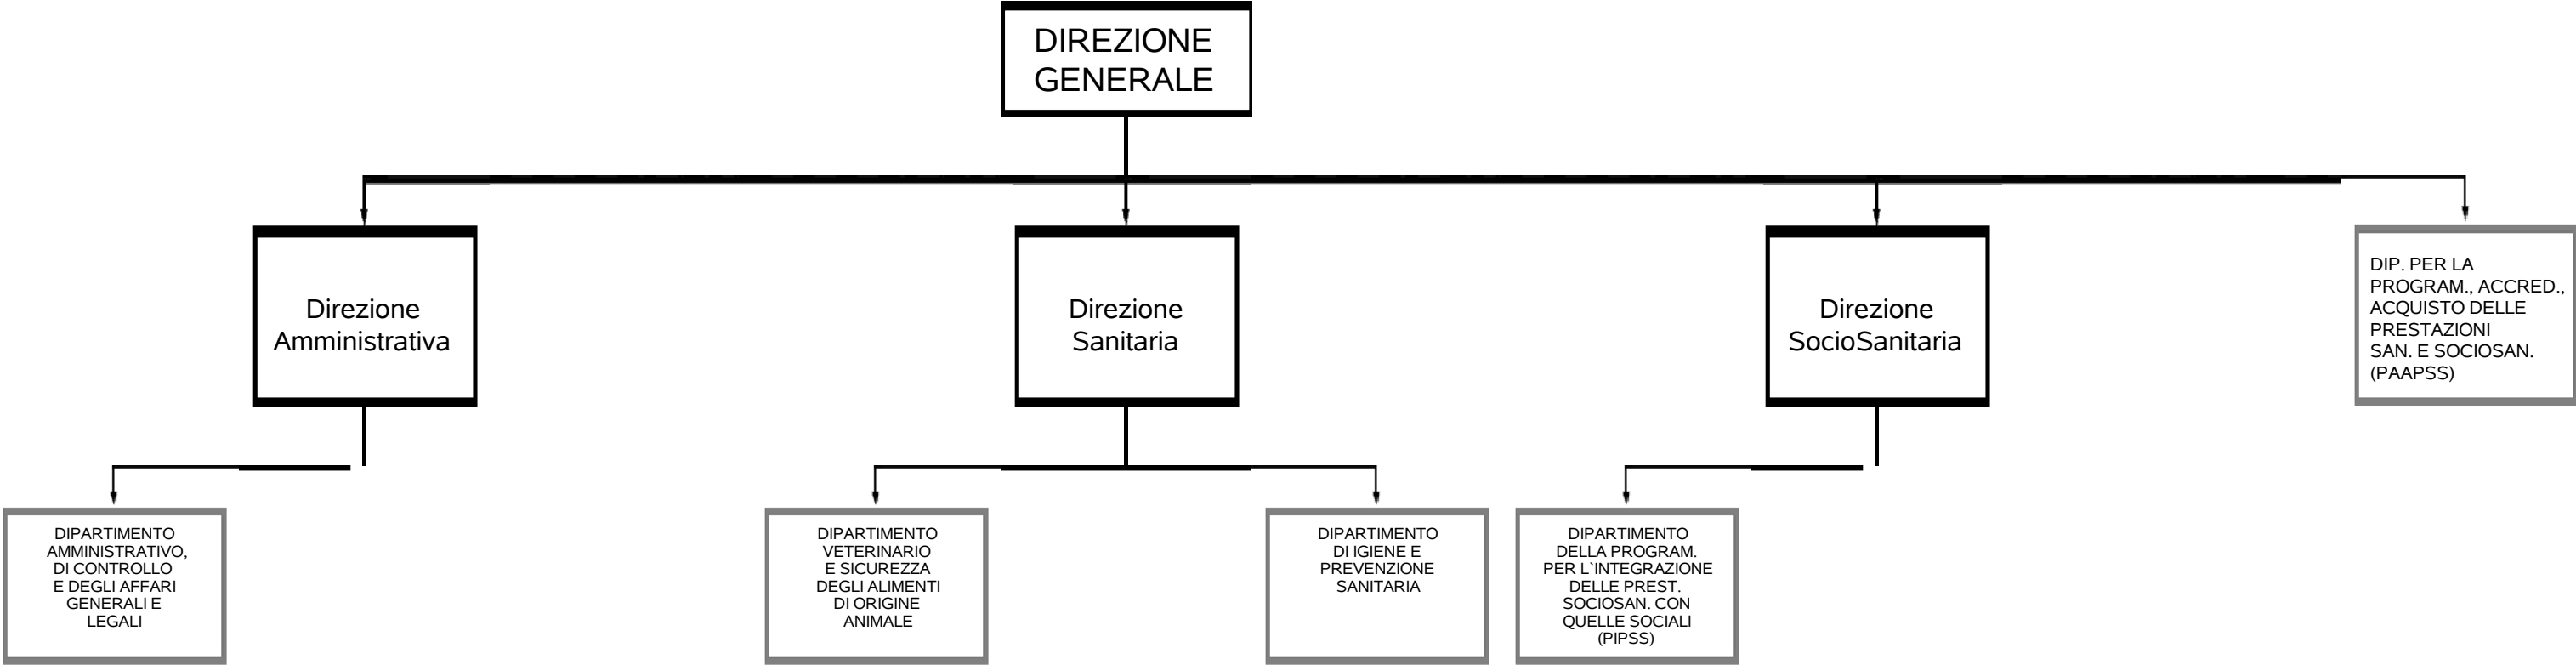 DIREZIONE
GENERALE
Direzione
Amministrativa
Direzione
Sanitaria
Direzione
SocioSanitaria
DIP. PER LA
PROGRAM., ACCRED.,
ACQUISTO DELLE
PRESTAZIONI
SAN. E SOCIOSAN.
(PAAPSS)
DIPARTIMENTO
AMMINISTRATIVO,
DI CONTROLLO
E DEGLI AFFARI
GENERALI E
LEGALI
DIPARTIMENTO
VETERINARIO
E SICUREZZA
DEGLI ALIMENTI
DI ORIGINE
ANIMALE
DIPARTIMENTO
DI IGIENE E
PREVENZIONE
SANITARIA
DIPARTIMENTO
DELLA PROGRAM.
PER L`INTEGRAZIONE
DELLE PREST.
SOCIOSAN. CON
QUELLE SOCIALI
(PIPSS)